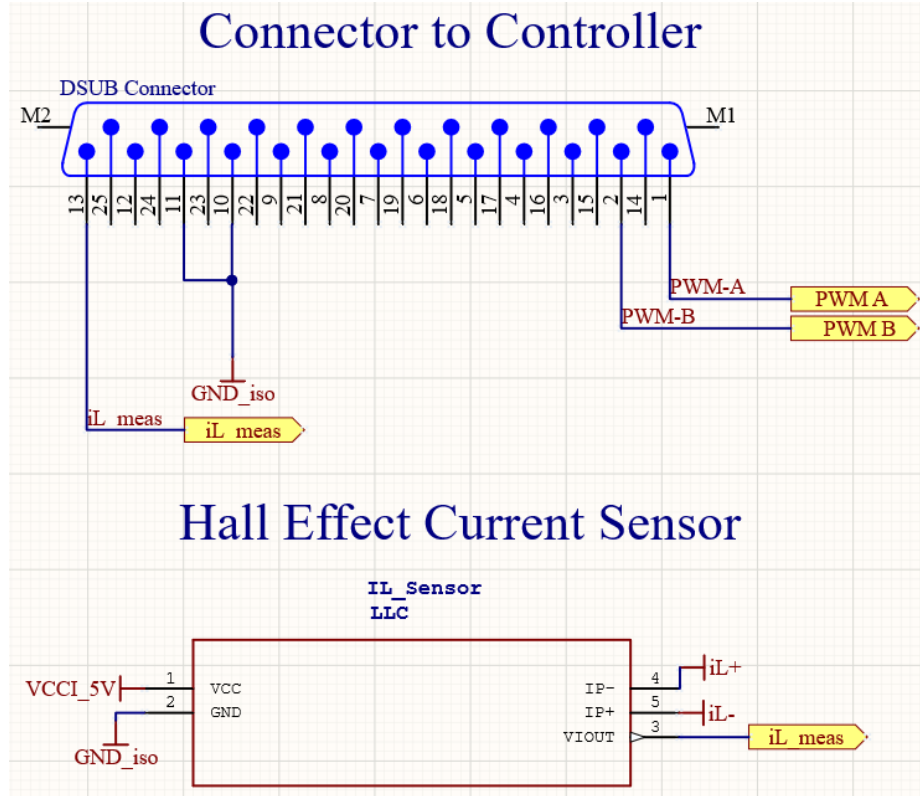 Connector to Controller
DSUB Connector
M2
M1
13 25 12 24 11 23 10 22 9 21 8 20 7 19 6 18 5 17 4 16 3 15 2 14 1
PWM-A
PWM A
PWM-B
PWM B
GND_iso
iL_meas
iL_meas
Hall Effect Current Sensor
IL_Sensor
LLC
VCCI_5V
1
VCC
2
GND
GND_iso
IP-
4
iL+
IP+
5
iL-
VIOUT
3
iL_meas